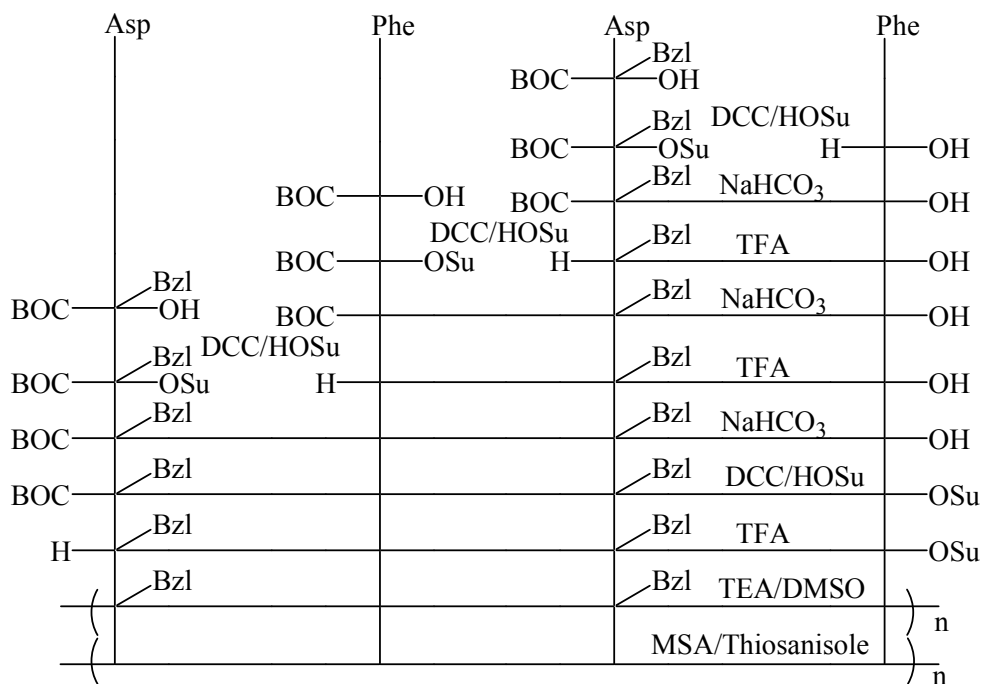 Asp Phe Asp Phe
Bzl
BOC OH
Bzl DCC/HOSu
BOC OSu H OH
Bzl NaHCO3
BOC OH BOC OH
DCC/HOSu Bzl TFA
BOC OSu H OH
Bzl Bzl NaHCO3
BOC OH BOC OH
DCC/HOSu
Bzl Bzl TFA
BOC OSu H OH
Bzl Bzl NaHCO3
BOC OH
Bzl Bzl DCC/HOSu
BOC OSu
Bzl Bzl TFA
H OSu
Bzl Bzl TEA/DMSO
n
MSA/Thiosanisole
n